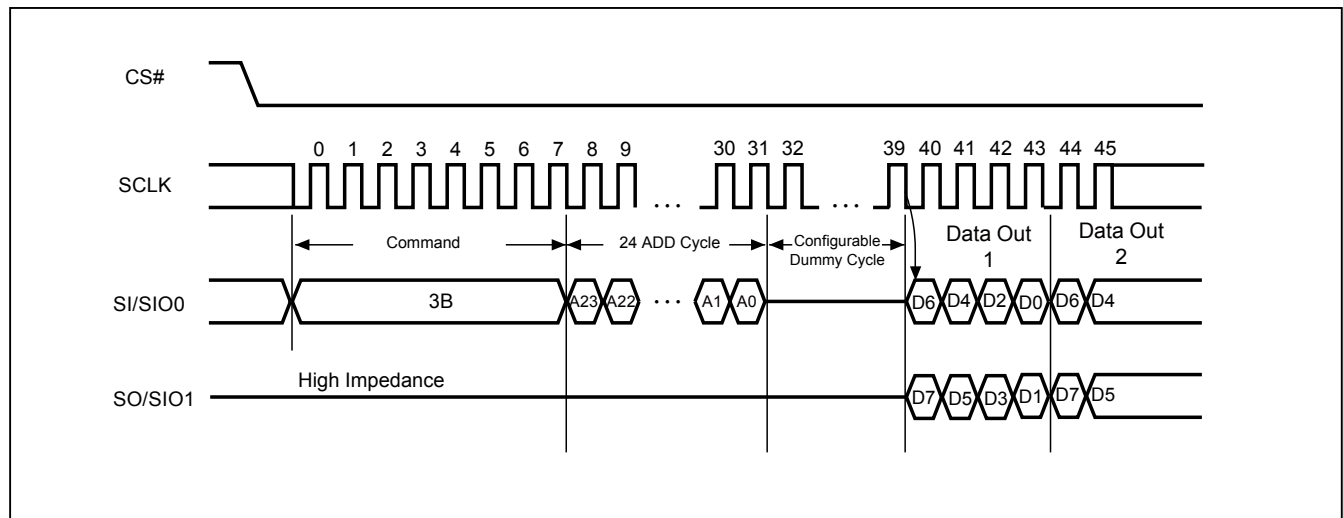 CS#
0 1 2 3 4 5 6 7 8 9 30 31 32 39 40 41 42 43 44 45
SCLK
... ...
Command 24 ADD Cycle Configurable Dummy Cycle Data Out 1 Data Out 2
SI/SIO0 3B A23 A22 ... A1 A0 D6 D4 D2 D0 D6 D4
High Impedance
SO/SIO1 D7 D5 D3 D1 D7 D5